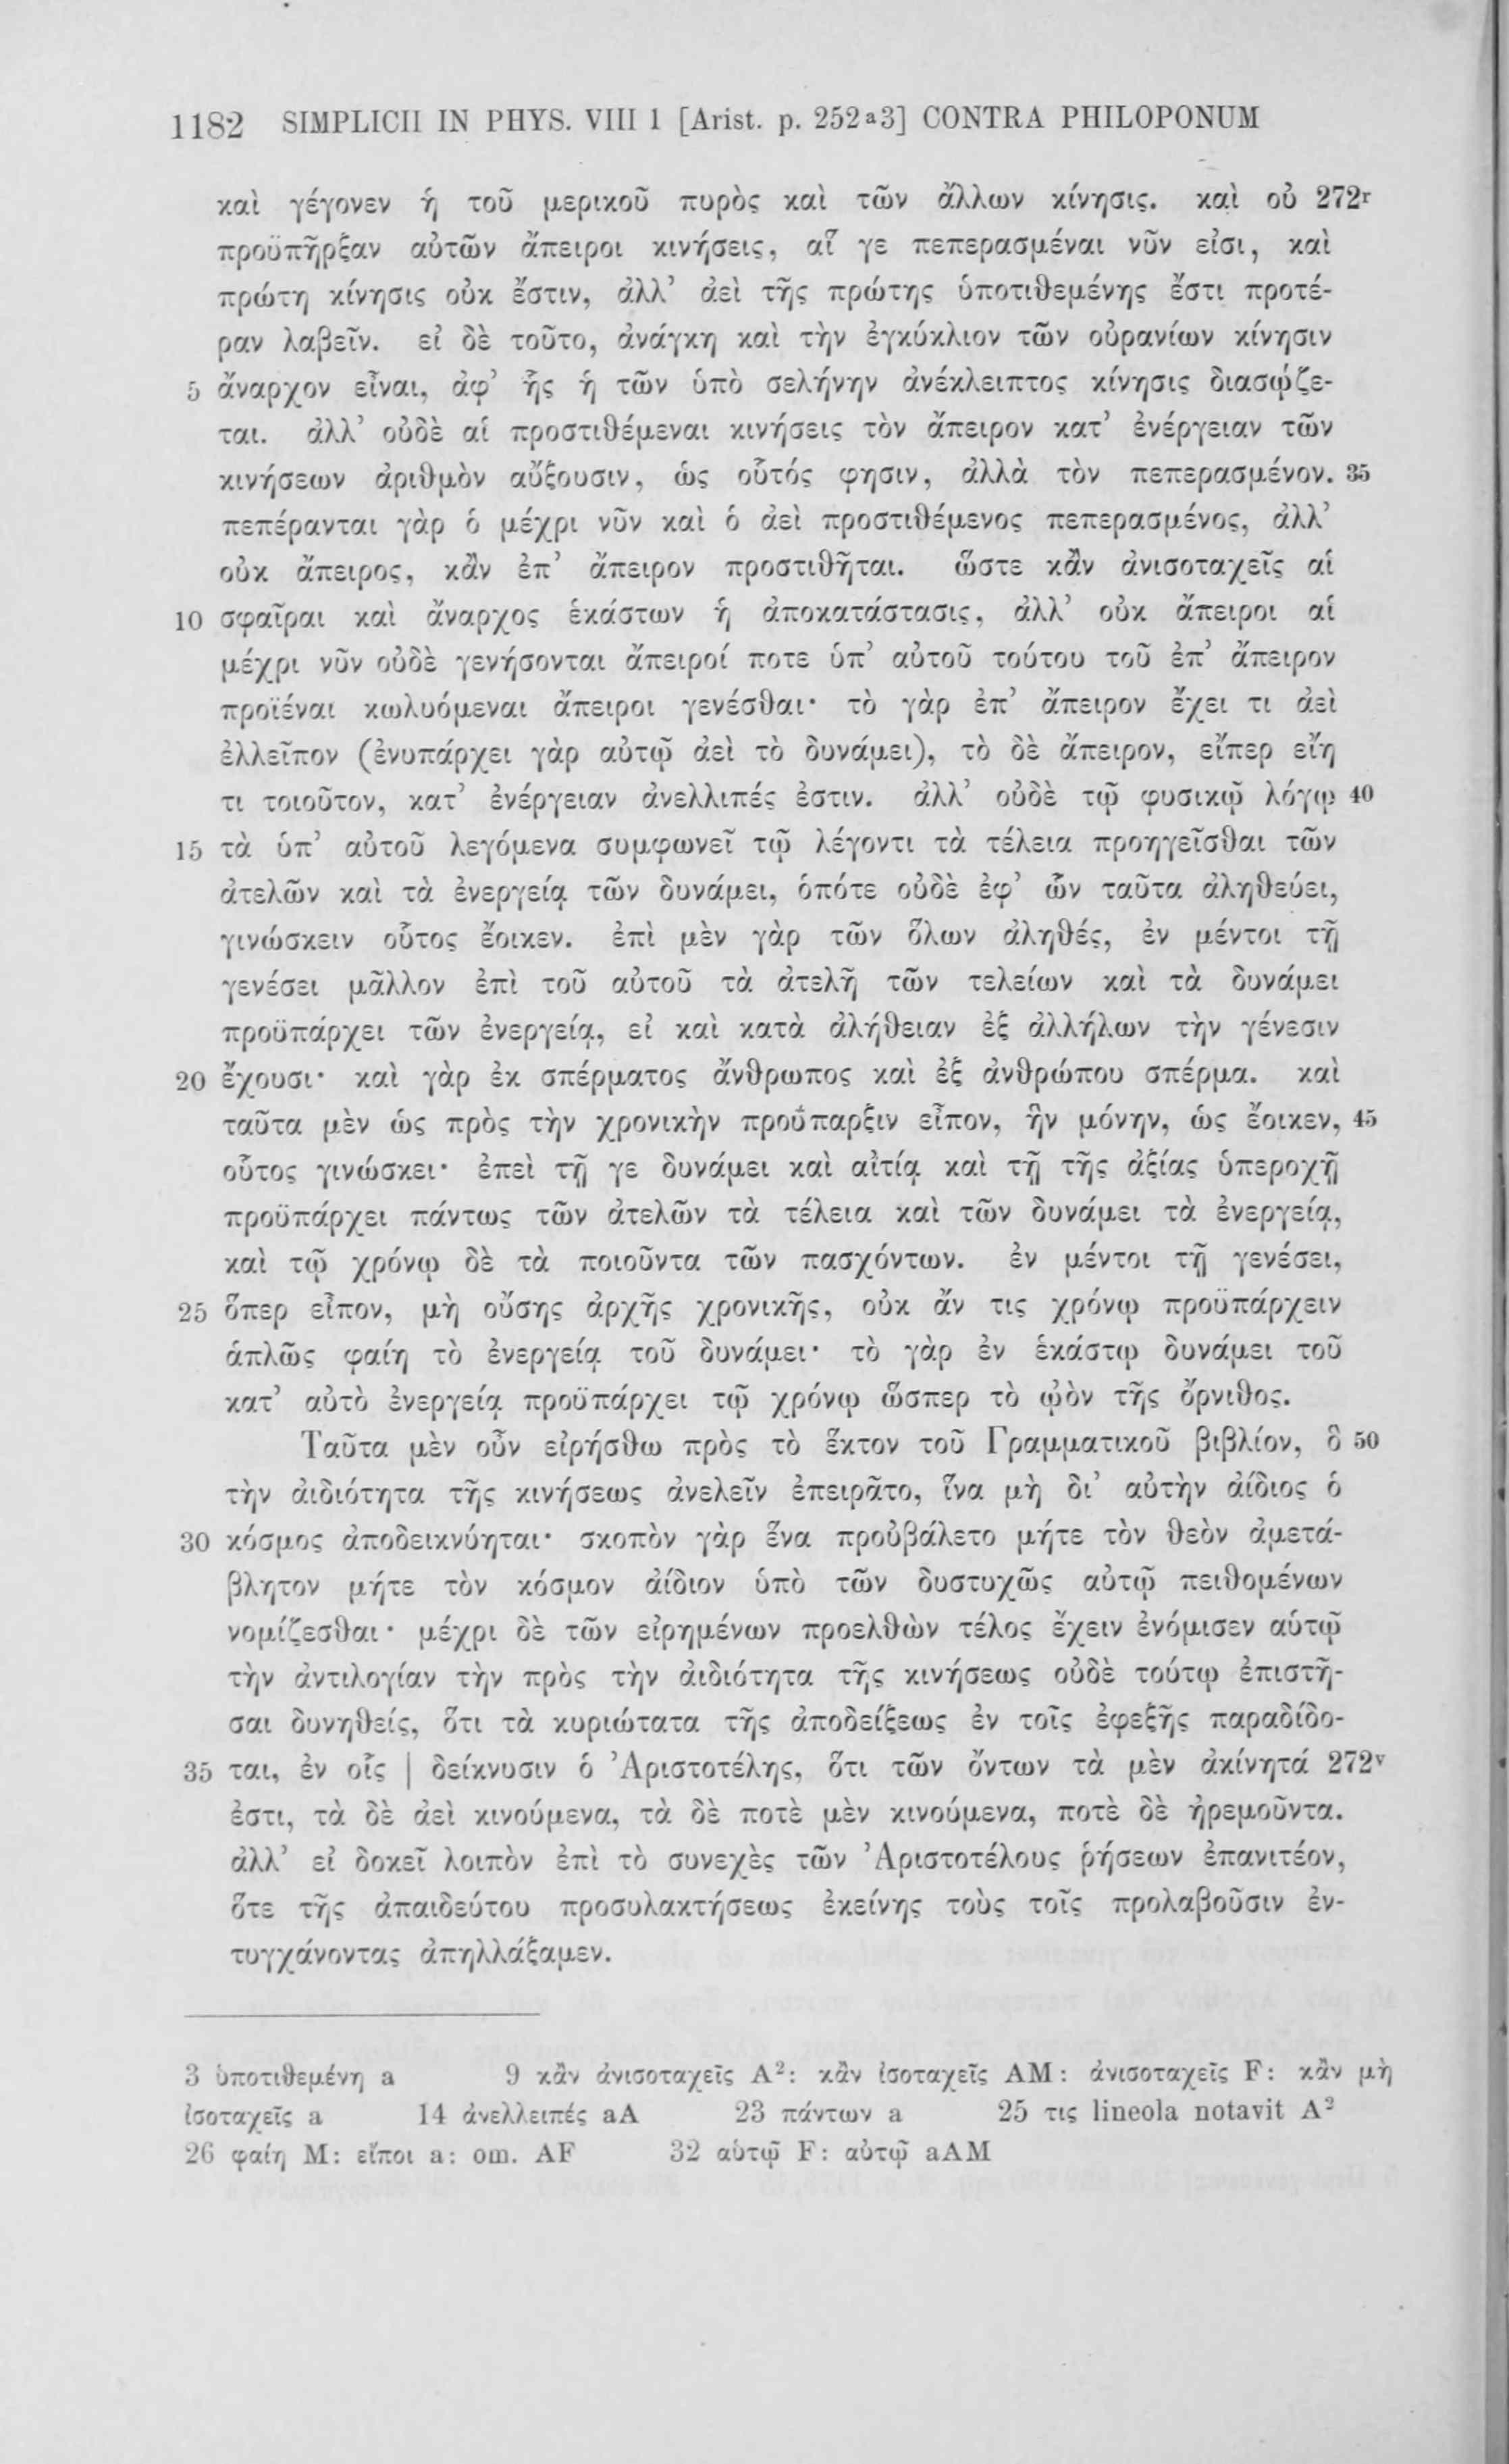 1182 SIMPLICII IN PHYS. VIII 1 [Arist. p. 252ᵃ3] CONTRA PHILOPONUM
καὶ γέγονεν ἡ τοῦ μερικοῦ πυρὸς καὶ τῶν ἄλλων κίνησις. καὶ οὐ 272ʳ
προϋπῆρξαν αὐτῶν ἄπειροι κινήσεις, αἵ γε πεπερασμέναι νῦν εἰσι, καὶ
πρώτη κίνησις οὐκ ἔστιν, ἀλλ’ ἀεὶ τῆς πρώτης ὑποτιθεμένης ἔστι προτέ-
ραν λαβεῖν. εἰ δὲ τοῦτο, ἀνάγκη καὶ τὴν ἐγκύκλιον τῶν οὐρανίων κίνησιν
5 ἄναρχον εἶναι, ἀφ’ ἧς ἡ τῶν ὑπὸ σελήνην ἀνέκλειπτος κίνησις διασῴζε-
ται. ἀλλ’ οὐδὲ αἱ προστιθέμεναι κινήσεις τὸν ἄπειρον κατ’ ἐνέργειαν τῶν
κινήσεων ἀριθμὸν αὔξουσιν, ὡς οὗτός φησιν, ἀλλὰ τὸν πεπερασμένον. 35
πεπέρανται γὰρ ὁ μέχρι νῦν καὶ ὁ ἀεὶ προστιθέμενος πεπερασμένος, ἀλλ’
οὐκ ἄπειρος, κἂν ἐπ’ ἄπειρον προστιθῆται. ὥστε κἂν ἀνισοταχεῖς αἱ
10 σφαῖραι καὶ ἄναρχος ἑκάστων ἡ ἀποκατάστασις, ἀλλ’ οὐκ ἄπειροι αἱ
μέχρι νῦν οὐδὲ γενήσονται ἄπειροί ποτε ὑπ’ αὐτοῦ τούτου τοῦ ἐπ’ ἄπειρον
προϊέναι κωλυόμεναι ἄπειροι γενέσθαι· τὸ γὰρ ἐπ’ ἄπειρον ἔχει τι ἀεὶ
ἐλλεῖπον (ἐνυπάρχει γὰρ αὐτῷ ἀεὶ τὸ δυνάμει), τὸ δὲ ἄπειρον, εἴπερ εἴη
τι τοιοῦτον, κατ’ ἐνέργειαν ἀνελλιπές ἐστιν. ἀλλ’ οὐδὲ τῷ φυσικῷ λόγῳ 40
15 τὰ ὑπ’ αὐτοῦ λεγόμενα συμφωνεῖ τῷ λέγοντι τὰ τέλεια προηγεῖσθαι τῶν
ἀτελῶν καὶ τὰ ἐνεργείᾳ τῶν δυνάμει, ὁπότε οὐδὲ ἐφ’ ὧν ταῦτα ἀληθεύει,
γινώσκειν οὗτος ἔοικεν. ἐπὶ μὲν γὰρ τῶν ὅλων ἀληθές, ἐν μέντοι τῇ
γενέσει μᾶλλον ἐπὶ τοῦ αὐτοῦ τὰ ἀτελῆ τῶν τελείων καὶ τὰ δυνάμει
προϋπάρχει τῶν ἐνεργείᾳ, εἰ καὶ κατὰ ἀλήθειαν ἐξ ἀλλήλων τὴν γένεσιν
20 ἔχουσι· καὶ γὰρ ἐκ σπέρματος ἄνθρωπος καὶ ἐξ ἀνθρώπου σπέρμα. καὶ
ταῦτα μὲν ὡς πρὸς τὴν χρονικὴν προΰπαρξιν εἶπον, ἣν μόνην, ὡς ἔοικεν, 45
οὗτος γινώσκει· ἐπεὶ τῇ γε δυνάμει καὶ αἰτίᾳ καὶ τῇ τῆς ἀξίας ὑπεροχῇ
προϋπάρχει πάντως τῶν ἀτελῶν τὰ τέλεια καὶ τῶν δυνάμει τὰ ἐνεργείᾳ,
καὶ τῷ χρόνῳ δὲ τὰ ποιοῦντα τῶν πασχόντων. ἐν μέντοι τῇ γενέσει,
25 ὅπερ εἶπον, μὴ οὔσης ἀρχῆς χρονικῆς, οὐκ ἄν τις χρόνῳ προϋπάρχειν
ἁπλῶς φαίη τὸ ἐνεργείᾳ τοῦ δυνάμει· τὸ γὰρ ἐν ἑκάστῳ δυνάμει τοῦ
κατ’ αὐτὸ ἐνεργείᾳ προϋπάρχει τῷ χρόνῳ ὥσπερ τὸ ᾠὸν τῆς ὄρνιθος.
Ταῦτα μὲν οὖν εἰρήσθω πρὸς τὸ ἕκτον τοῦ Γραμματικοῦ βιβλίον, ὃ 50
τὴν ἀιδιότητα τῆς κινήσεως ἀνελεῖν ἐπειρᾶτο, ἵνα μὴ δι’ αὐτὴν ἀίδιος ὁ
30 κόσμος ἀποδεικνύηται· σκοπὸν γὰρ ἕνα προὐβάλετο μήτε τὸν θεὸν ἀμετά-
βλητον μήτε τὸν κόσμον ἀίδιον ὑπὸ τῶν δυστυχῶς αὐτῷ πειθομένων
νομίζεσθαι· μέχρι δὲ τῶν εἰρημένων προελθὼν τέλος ἔχειν ἐνόμισεν αὑτῷ
τὴν ἀντιλογίαν τὴν πρὸς τὴν ἀιδιότητα τῆς κινήσεως οὐδὲ τούτῳ ἐπιστῆ-
σαι δυνηθείς, ὅτι τὰ κυριώτατα τῆς ἀποδείξεως ἐν τοῖς ἐφεξῆς παραδίδο-
35 ται, ἐν οἷς | δείκνυσιν ὁ Ἀριστοτέλης, ὅτι τῶν ὄντων τὰ μὲν ἀκίνητά 272ᵛ
ἐστι, τὰ δὲ ἀεὶ κινούμενα, τὰ δὲ ποτὲ μὲν κινούμενα, ποτὲ δὲ ἠρεμοῦντα.
ἀλλ’ εἰ δοκεῖ λοιπὸν ἐπὶ τὸ συνεχὲς τῶν Ἀριστοτέλους ῥήσεων ἐπανιτέον,
ὅτε τῆς ἀπαιδεύτου προσυλακτήσεως ἐκείνης τοὺς τοῖς προλαβοῦσιν ἐν-
τυγχάνοντας ἀπηλλάξαμεν.
3 ὑποτιθεμένη a 9 κἂν ἀνισοταχεῖς A²: κἂν ἰσοταχεῖς AM: ἀνισοταχεῖς F: κἂν μὴ
ἰσοταχεῖς a 14 ἀνελλειπές aA 23 πάντων a 25 τις lineola notavit A²
26 φαίη M: εἴποι a: om. AF 32 αὑτῷ F: αὐτῷ aAM